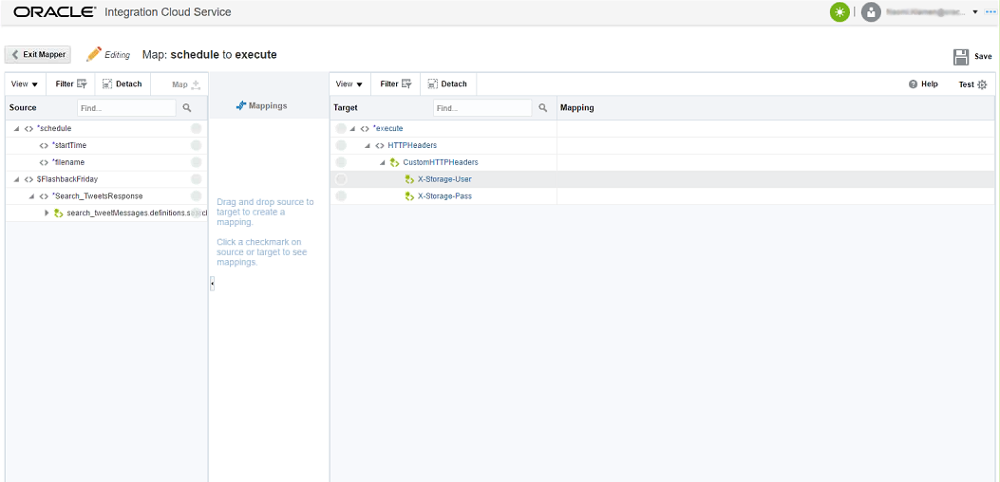 ORACLE® Integration Cloud Service
Exit Mapper Editing Map: schedule to execute Save
View Filter Detach Map
Source Find...
*schedule
*startTime
*filename
$FlashbackFriday
*Search_TweetsResponse
search_tweetMessages.definitions.
Mappings
Drag and drop source to
target to create a
mapping.
Click a checkmark on
source or target to see
mappings.
View Filter Detach Help Test
Target Find... Mapping
*execute
HTTPHeaders
CustomHTTPHeaders
X-Storage-User
X-Storage-Pass